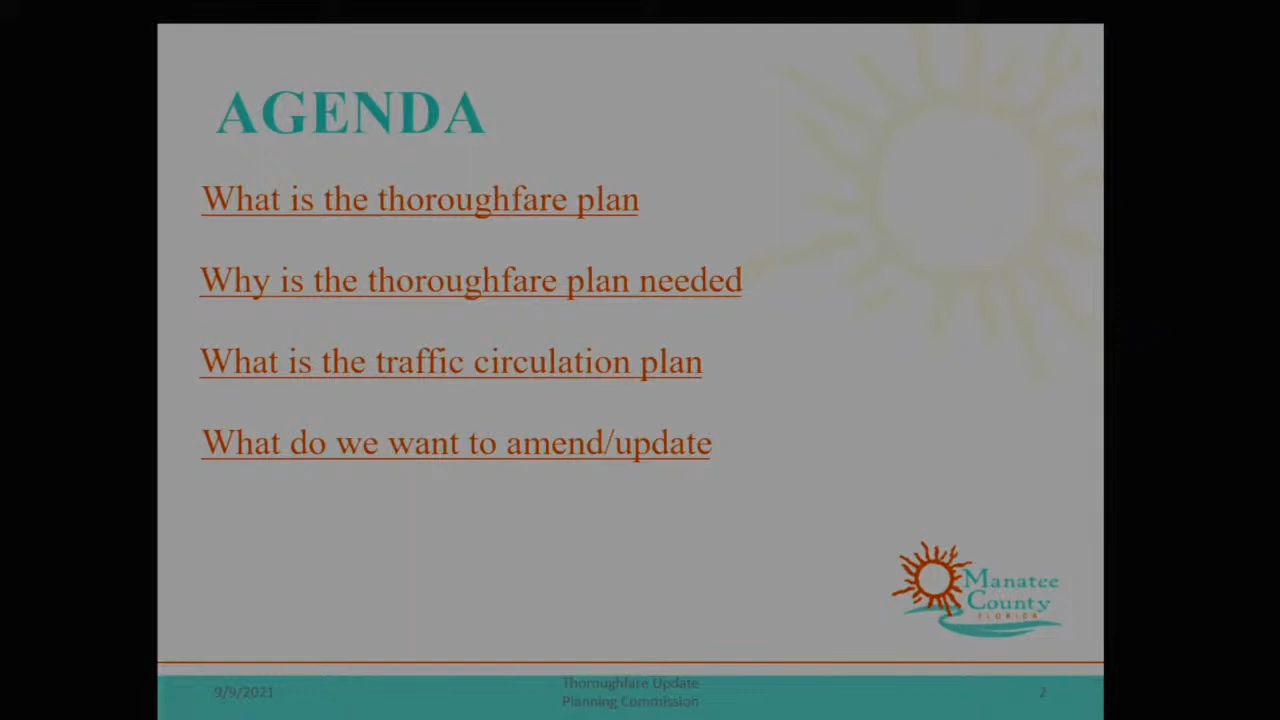 AGENDA
What is the thoroughfare plan
Why is the thoroughfare plan needed
What is the traffic circulation plan
What do we want to amend/update
Manatee
County
FLORIDA
9/9/2021
Thoroughfare Update
Planning Commission
2